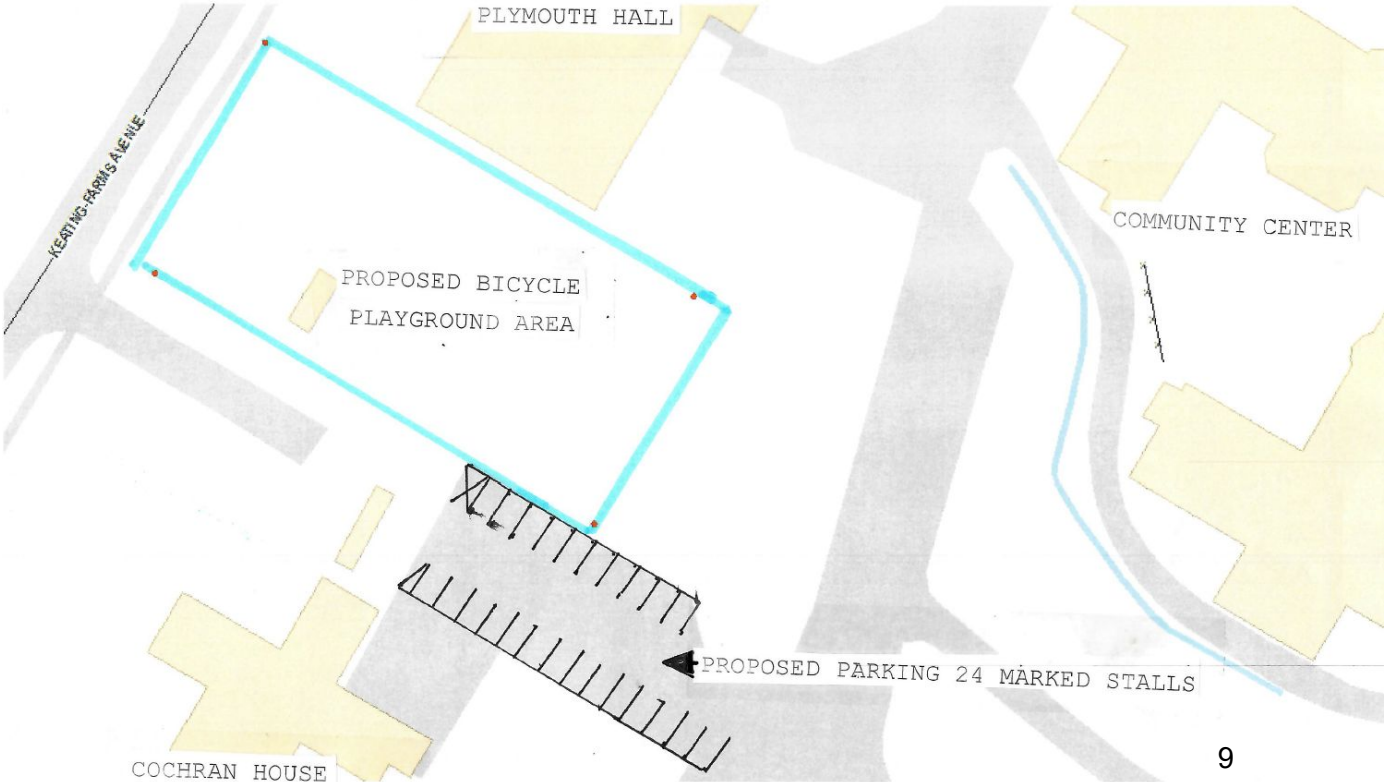 PLYMOUTH HALL
KEATING-FARMS AVENUE
COMMUNITY CENTER
PROPOSED BICYCLE
PLAYGROUND AREA
PROPOSED PARKING 24 MARKED STALLS
COCHRAN HOUSE
9